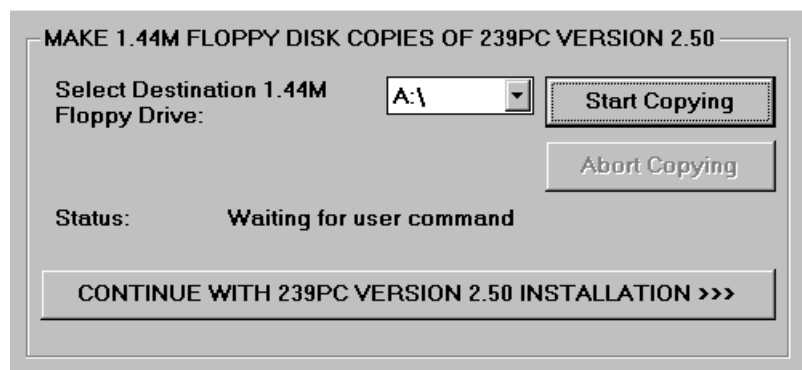 MAKE 1.44M FLOPPY DISK COPIES OF 239PC VERSION 2.50
Select Destination 1.44M
Floppy Drive:
A:\
Start Copying
Abort Copying
Status:
Waiting for user command
CONTINUE WITH 239PC VERSION 2.50 INSTALLATION >>>